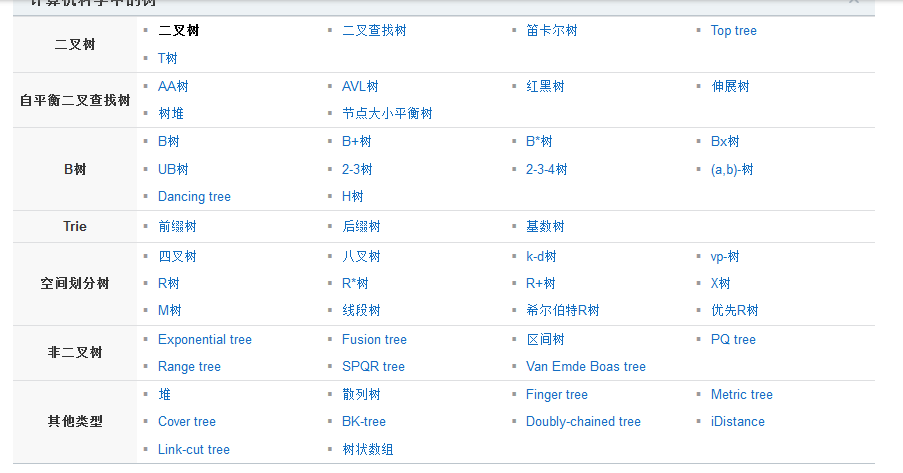 计算机科学中的树
二叉树
二叉树 二叉查找树 笛卡尔树 Top tree
T树
自平衡二叉查找树
AA树 AVL树 红黑树 伸展树
树堆 节点大小平衡树
B树
B树 B+树 B*树 Bx树
UB树 2-3树 2-3-4树 (a,b)-树
Dancing tree H树
Trie
前缀树 后缀树 基数树
空间划分树
四叉树 八叉树 k-d树 vp-树
R树 R*树 R+树 X树
M树 线段树 希尔伯特R树 优先R树
非二叉树
Exponential tree Fusion tree 区间树 PQ tree
Range tree SPQR tree Van Emde Boas tree
其他类型
堆 散列树 Finger tree Metric tree
Cover tree BK-tree Doubly-chained tree iDistance
Link-cut tree 树状数组